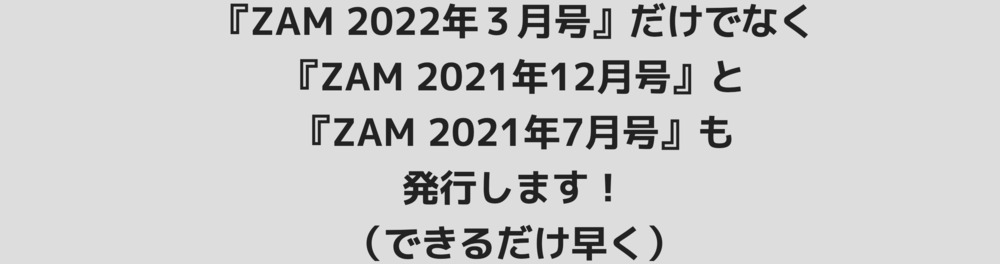 『ZAM 2022年３月号』だけでなく
『ZAM 2021年12月号』と
『ZAM 2021年7月号』も
発行します！
（できるだけ早く）